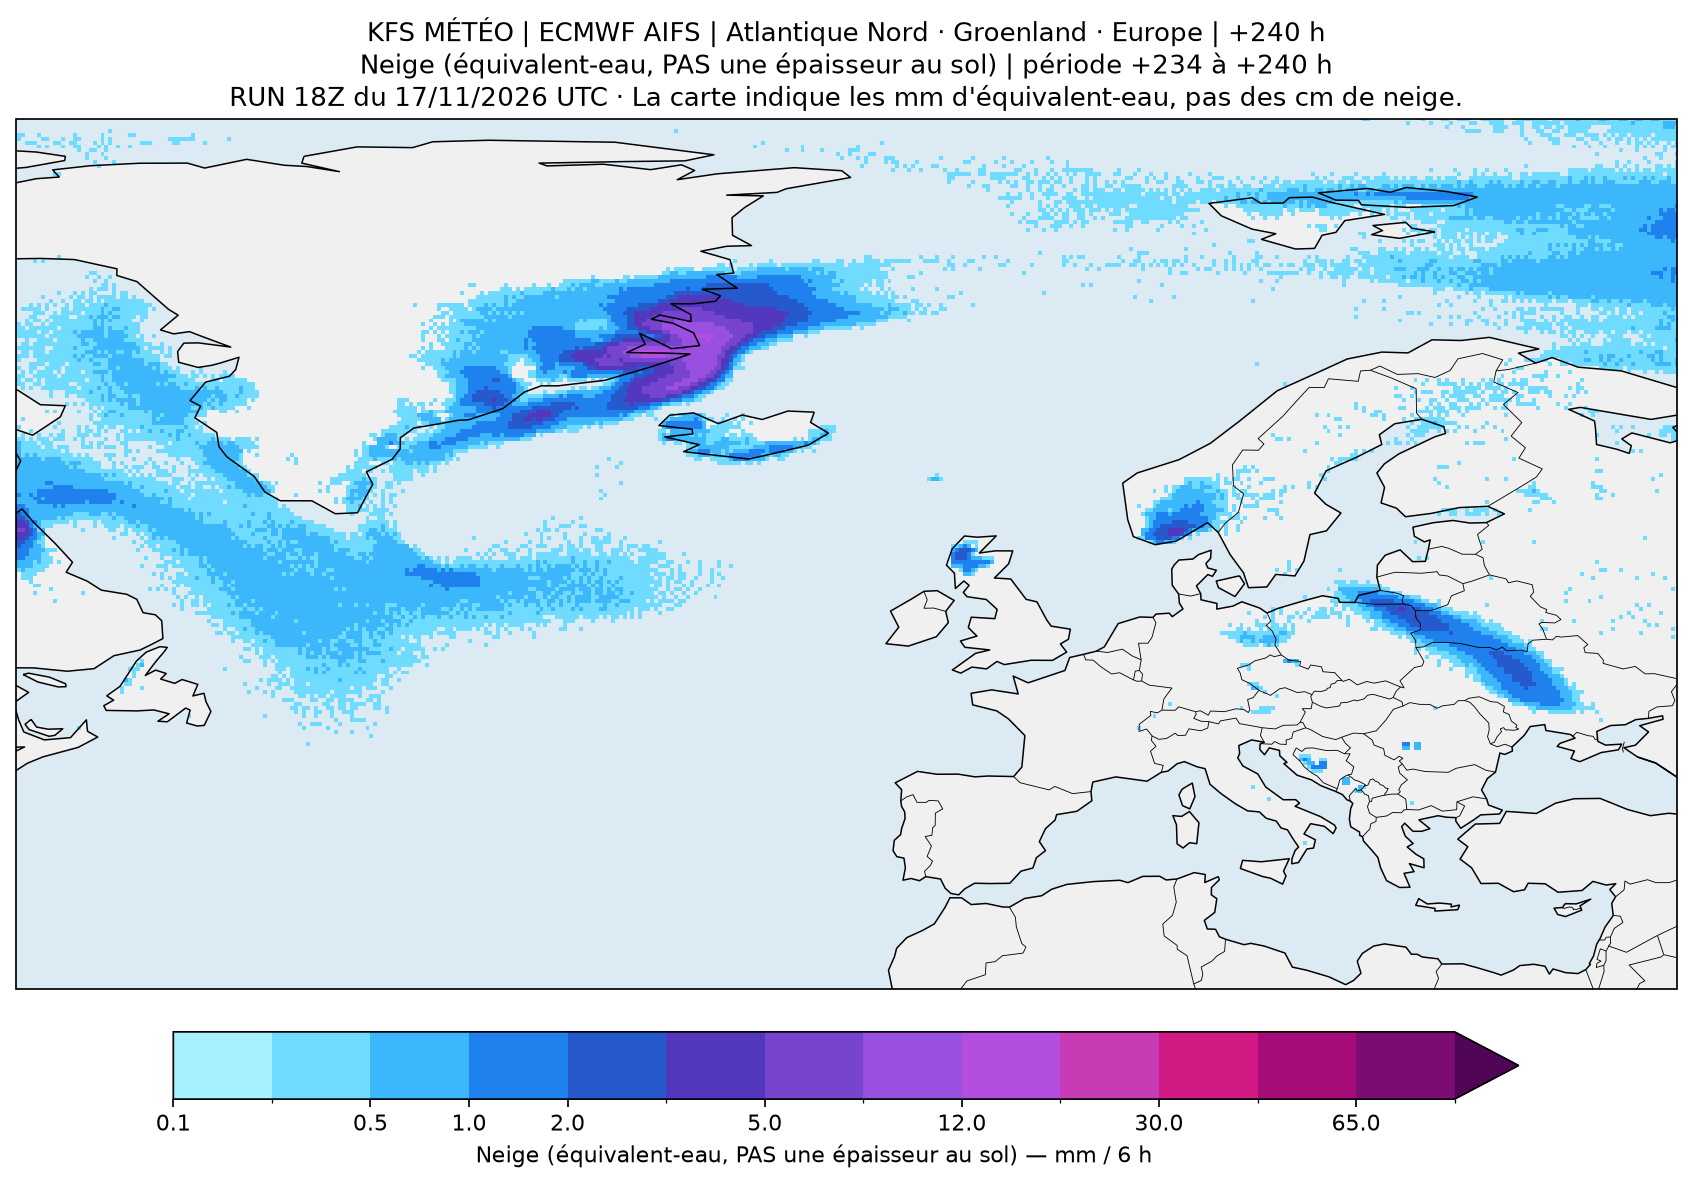 KFS MÉTÉO | ECMWF AIFS | Atlantique Nord · Groenland · Europe | +240 h
Neige (équivalent-eau, PAS une épaisseur au sol) | période +234 à +240 h
RUN 18Z du 17/11/2026 UTC · La carte indique les mm d'équivalent-eau, pas des cm de neige.
0.1 0.5 1.0 2.0 5.0 12.0 30.0 65.0
Neige (équivalent-eau, PAS une épaisseur au sol) — mm / 6 h